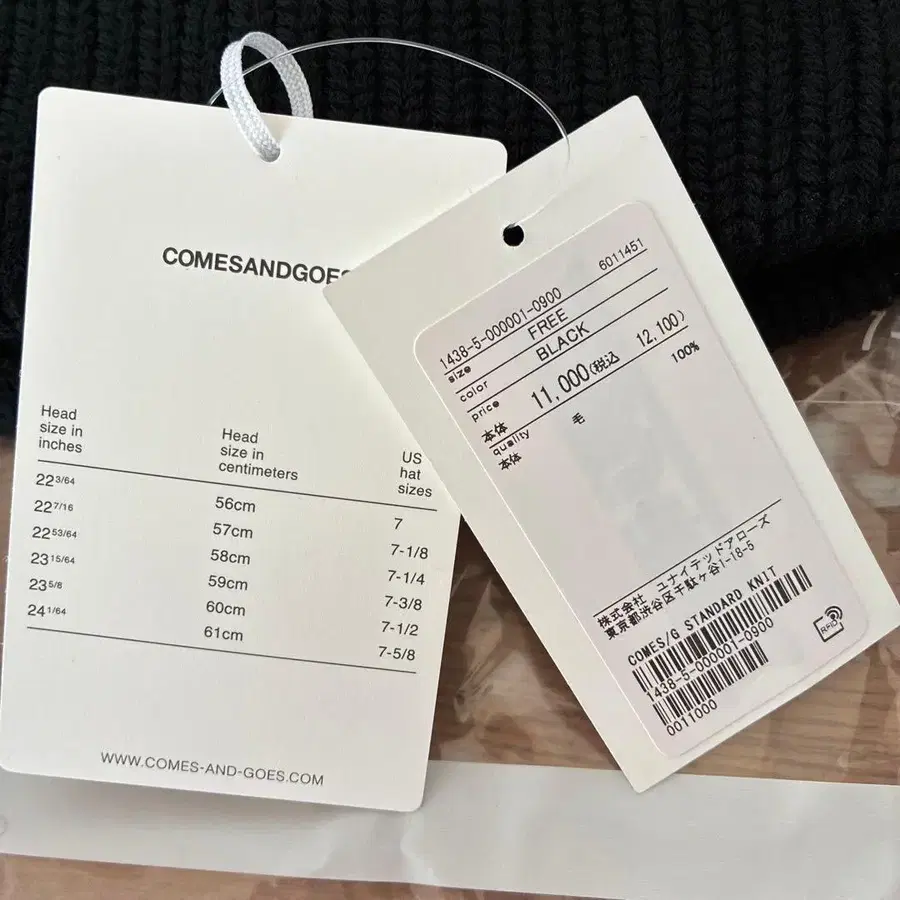 COMESANDGOES
Head size in inches Head size in centimeters US hat sizes
22 3/64 56cm 7
22 7/16 57cm 7-1/8
22 53/64 58cm 7-1/4
23 15/64 59cm 7-3/8
23 5/8 60cm 7-1/2
24 1/64 61cm 7-5/8
WWW.COMES-AND-GOES.COM
1438-5-000001-0900 6011451
size FREE
color BLACK
price
本体 11,000(税込 12,100)
quality
本体 毛 100%
株式会社 ユナイテッドアローズ
東京都渋谷区千駄ヶ谷1-18-5
COMES/G STANDARD KNIT
1438-5-000001-0900
0011000
RFID